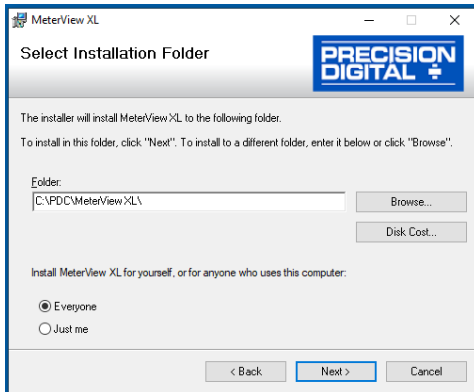 MeterView XL
Select Installation Folder
PRECISION
DIGITAL
The installer will install MeterView XL to the following folder.
To install in this folder, click "Next". To install to a different folder, enter it below or click "Browse".
Folder:
C:\PDC\MeterView XL\
Browse...
Disk Cost...
Install MeterView XL for yourself, or for anyone who uses this computer:
Everyone
Just me
< Back
Next >
Cancel